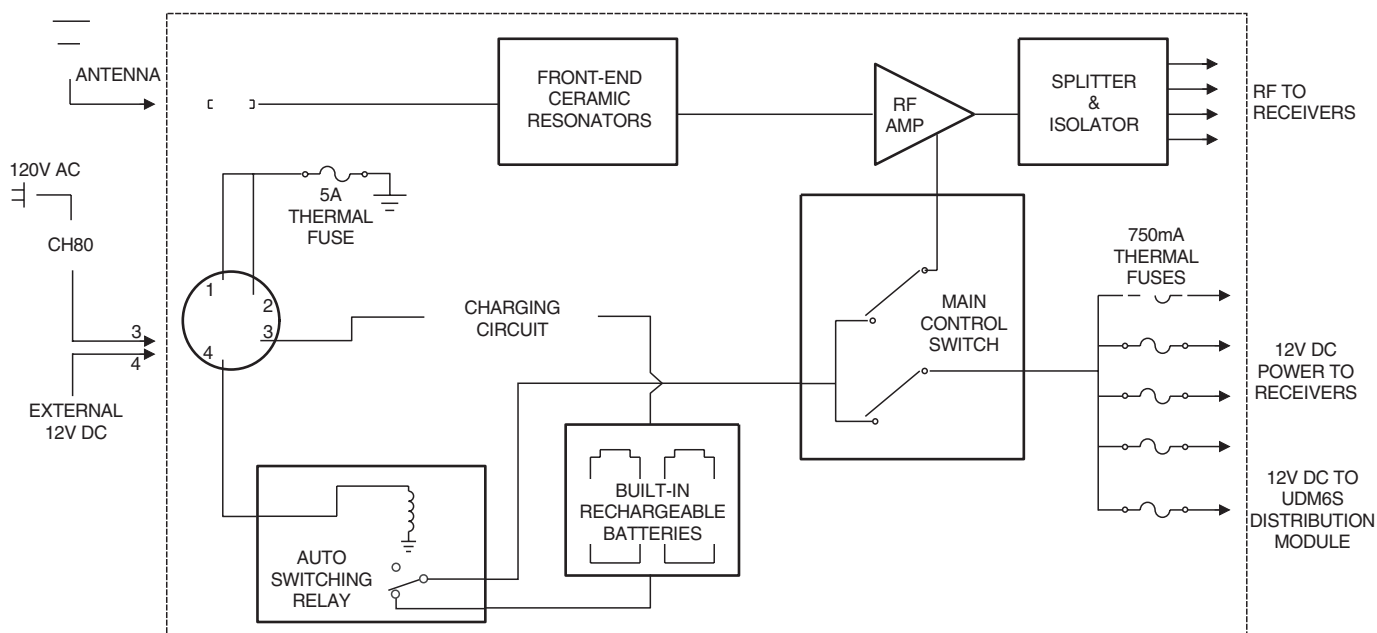 ANTENNA
FRONT-END
CERAMIC
RESONATORS
RF
AMP
SPLITTER
&
ISOLATOR
RF TO
RECEIVERS
120V AC
CH80
5A
THERMAL
FUSE
1
2
3
4
3
4
EXTERNAL
12V DC
CHARGING
CIRCUIT
MAIN
CONTROL
SWITCH
750mA
THERMAL
FUSES
12V DC
POWER TO
RECEIVERS
BUILT-IN
RECHARGEABLE
BATTERIES
AUTO
SWITCHING
RELAY
12V DC TO
UDM6S
DISTRIBUTION
MODULE